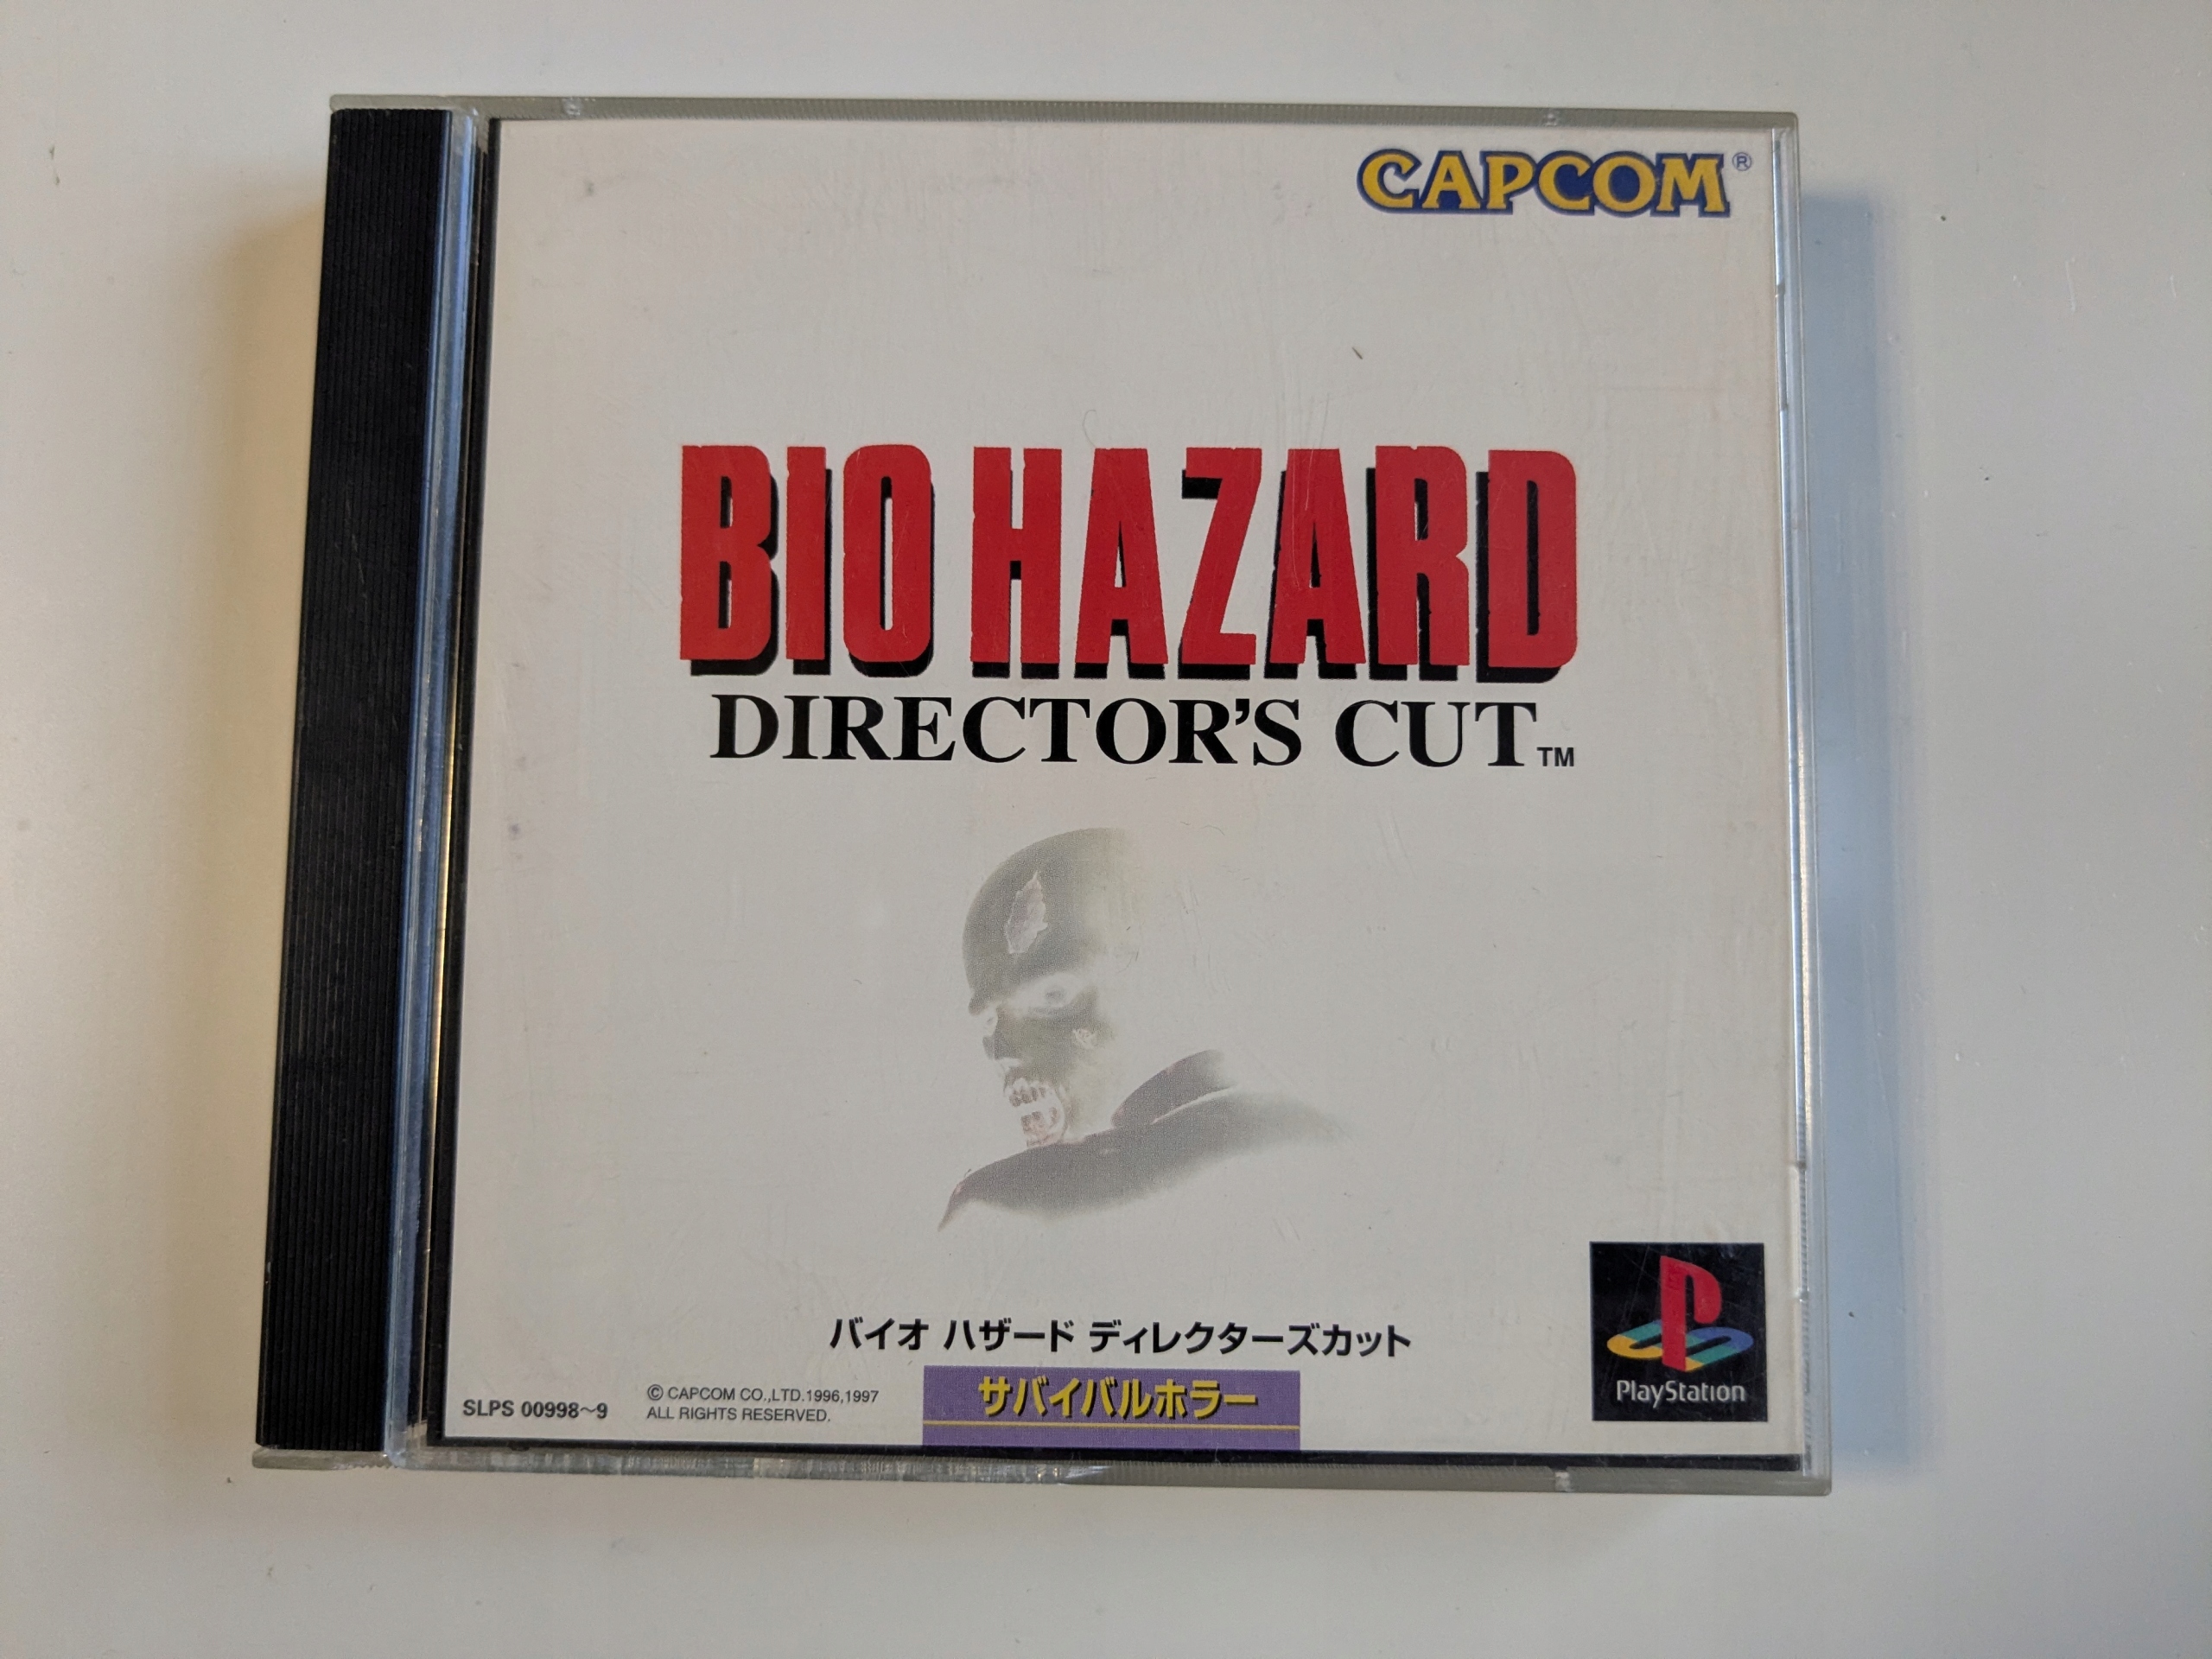 CAPCOM®
BIO HAZARD
DIRECTOR'S CUT™
バイオ ハザード ディレクターズカット
サバイバルホラー
SLPS 00998~9
© CAPCOM CO.,LTD.1996,1997
ALL RIGHTS RESERVED.
PlayStation